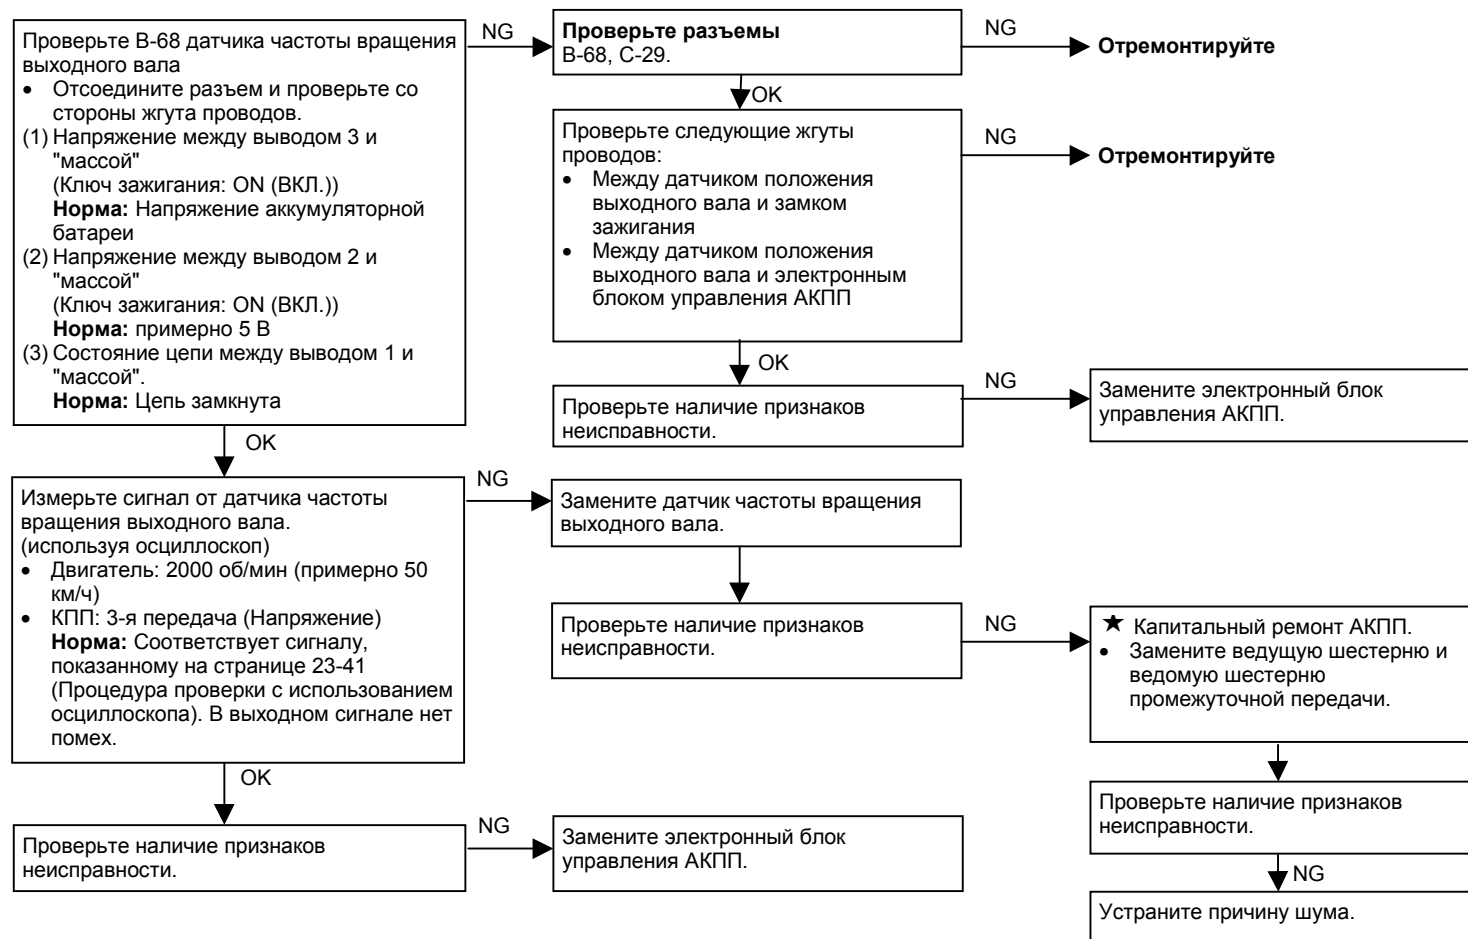 Проверьте B-68 датчика частоты вращения
выходного вала
• Отсоедините разъем и проверьте со
стороны жгута проводов.
(1) Напряжение между выводом 3 и
"массой"
(Ключ зажигания: ON (ВКЛ.))
Норма: Напряжение аккумуляторной
батареи
(2) Напряжение между выводом 2 и
"массой"
(Ключ зажигания: ON (ВКЛ.))
Норма: примерно 5 В
(3) Состояние цепи между выводом 1 и
"массой".
Норма: Цепь замкнута
NG
Проверьте разъемы
B-68, C-29.
NG
Отремонтируйте
OK
Проверьте следующие жгуты
проводов:
• Между датчиком положения
выходного вала и замком
зажигания
• Между датчиком положения
выходного вала и электронным
блоком управления АКПП
NG
Отремонтируйте
OK
Проверьте наличие признаков
неисправности.
NG
Замените электронный блок
управления АКПП.
OK
Измерьте сигнал от датчика частоты
вращения выходного вала.
(используя осциллоскоп)
• Двигатель: 2000 об/мин (примерно 50
км/ч)
• КПП: 3-я передача (Напряжение)
Норма: Соответствует сигналу,
показанному на странице 23-41
(Процедура проверки с использованием
осциллоскопа). В выходном сигнале нет
помех.
NG
Замените датчик частоты вращения
выходного вала.
Проверьте наличие признаков
неисправности.
NG
★ Капитальный ремонт АКПП.
• Замените ведущую шестерню и
ведомую шестерню
промежуточной передачи.
Проверьте наличие признаков
неисправности.
NG
Устраните причину шума.
OK
Проверьте наличие признаков
неисправности.
NG
Замените электронный блок
управления АКПП.